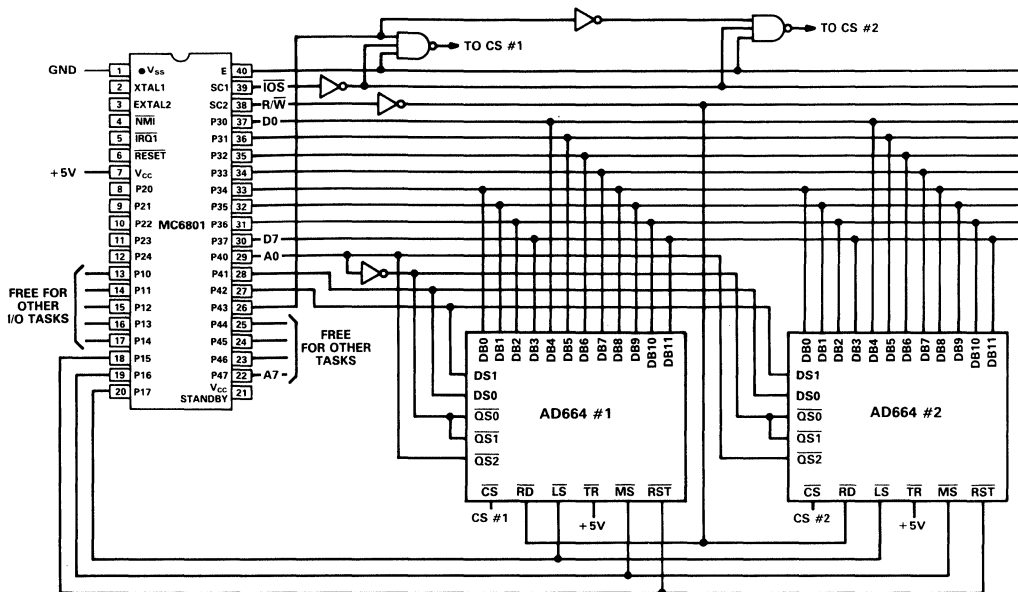 TO CS #1
TO CS #2
GND
1 VSS E 40
2 XTAL1 SC1 39 IOS
3 EXTAL2 SC2 38 R/W
4 NMI P30 37 D0
5 IRQ1 P31 36
6 RESET P32 35
+5V 7 VCC P33 34
8 P20 P34 33
9 P21 P35 32
10 P22 MC6801 P36 31
11 P23 P37 30 D7
12 P24 P40 29 A0
13 P10 P41 28
14 P11 P42 27
15 P12 P43 26
16 P13 P44 25
17 P14 P45 24
18 P15 P46 23
19 P16 P47 22 A7
20 P17 VCC STANDBY 21
FREE FOR
OTHER
I/O TASKS
FREE
FOR OTHER
TASKS
DB0 DB1 DB2 DB3 DB4 DB5 DB6 DB7 DB8 DB9 DB10 DB11
DS1
DS0
QS0
QS1
QS2
AD664 #1
CS RD LS TR MS RST
CS #1
+5V
DB0 DB1 DB2 DB3 DB4 DB5 DB6 DB7 DB8 DB9 DB10 DB11
DS1
DS0
QS0
QS1
QS2
AD664 #2
CS RD LS TR MS RST
CS #2
+5V